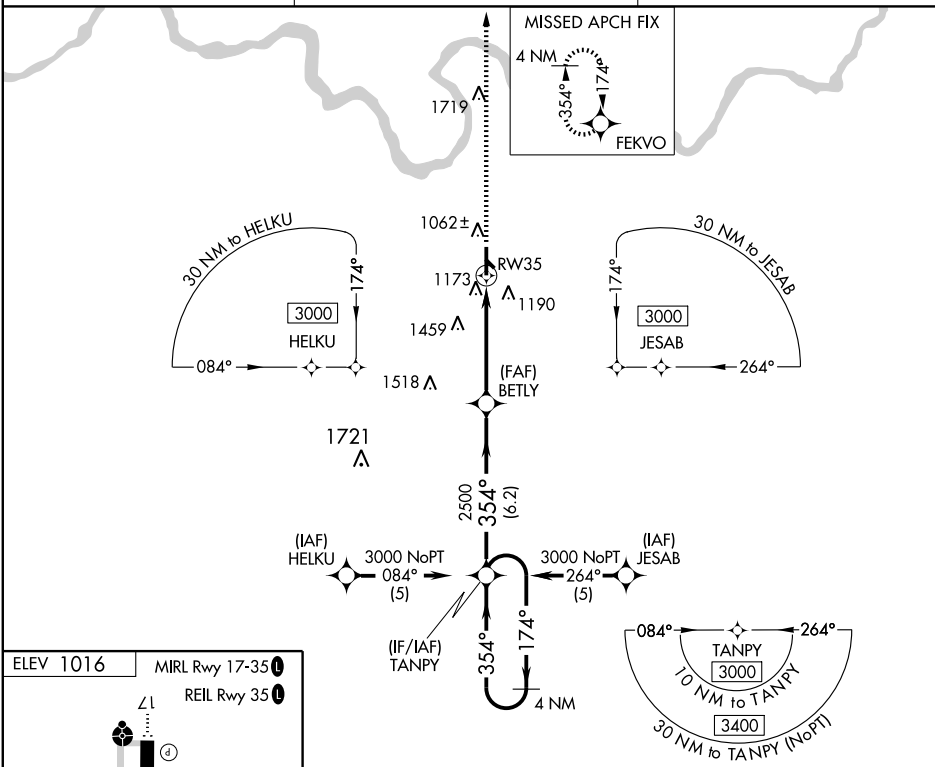 MISSED APCH FIX
4 NM
354°
174
FEKVO
1719
1062±
RW35
1173
1190
1459
1518
1721
30 NM to HELKU
174°
3000
HELKU
084°
30 NM to JESAB
174°
3000
JESAB
264°
(FAF)
BETLY
2500
354°
(6.2)
(IAF)
HELKU
3000 NoPT
084°
(5)
3000 NoPT
264°
(5)
(IAF)
JESAB
(IF/IAF)
TANPY
354°
174°
4 NM
084°
264°
TANPY
3000
10 NM to TANPY
3400
30 NM to TANPY (NoPT)
ELEV 1016
MIRL Rwy 17-35 L
REIL Rwy 35 L
17
P